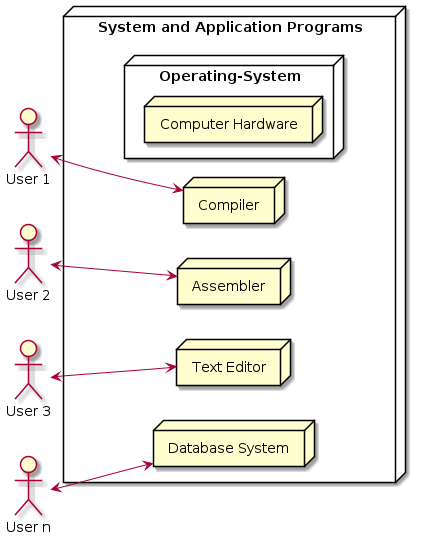 System and Application Programs
Operating-System
Computer Hardware
User 1
Compiler
User 2
Assembler
User 3
Text Editor
Database System
User n